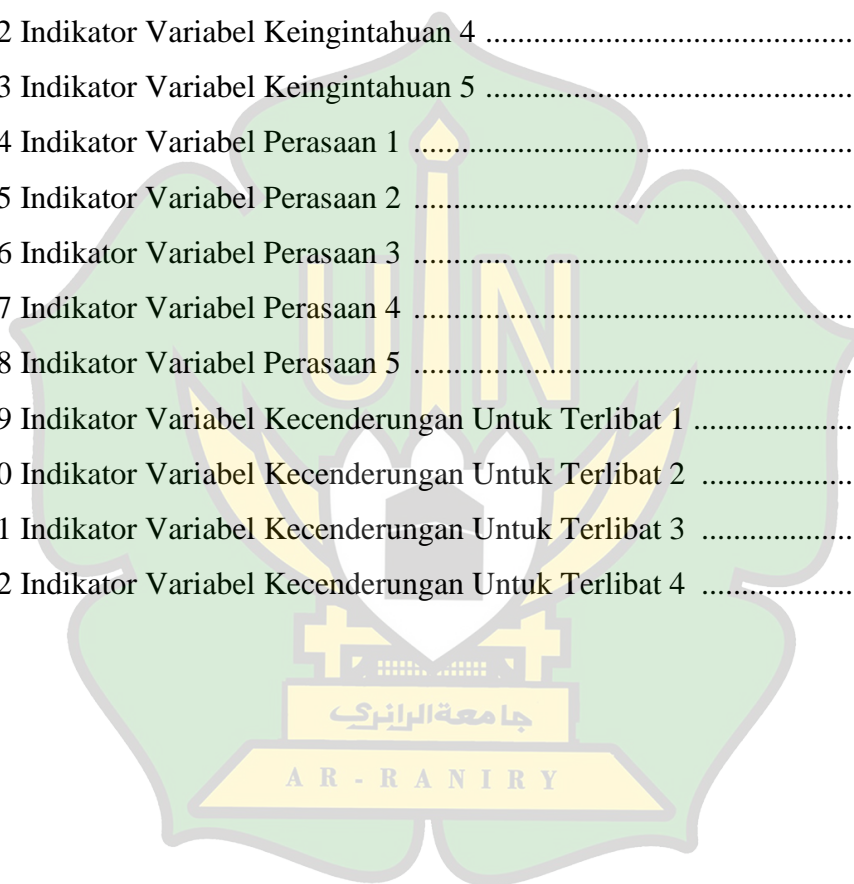 2 Indikator Variabel Keingintahuan 4 ............................................
3 Indikator Variabel Keingintahuan 5 ............................................
4 Indikator Variabel Perasaan 1 .....................................................
5 Indikator Variabel Perasaan 2 .....................................................
6 Indikator Variabel Perasaan 3 .....................................................
7 Indikator Variabel Perasaan 4 .....................................................
8 Indikator Variabel Perasaan 5 .....................................................
9 Indikator Variabel Kecenderungan Untuk Terlibat 1 ...................
0 Indikator Variabel Kecenderungan Untuk Terlibat 2 ..................
1 Indikator Variabel Kecenderungan Untuk Terlibat 3 ..................
2 Indikator Variabel Kecenderungan Untuk Terlibat 4 ..................
UIN
جامعة الرانري
AR-RANIRY